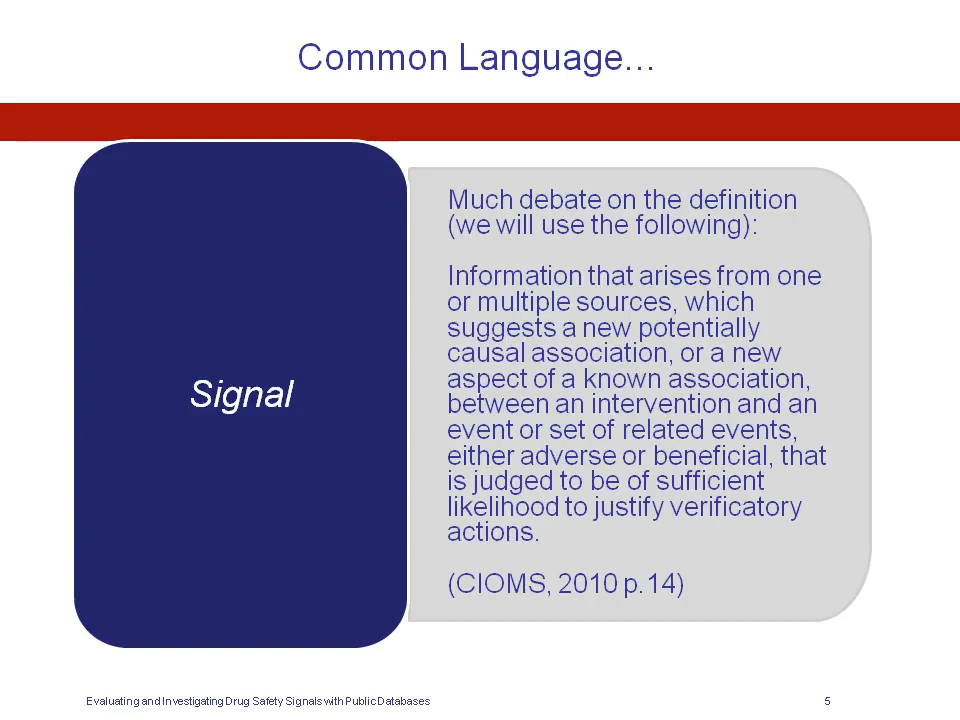 Common Language...
Signal
Much debate on the definition
(we will use the following):
Information that arises from one
or multiple sources, which
suggests a new potentially
causal association, or a new
aspect of a known association,
between an intervention and an
event or set of related events,
either adverse or beneficial, that
is judged to be of sufficient
likelihood to justify verificatory
actions.
(CIOMS, 2010 p.14)
Evaluating and Investigating Drug Safety Signals with Public Databases
5